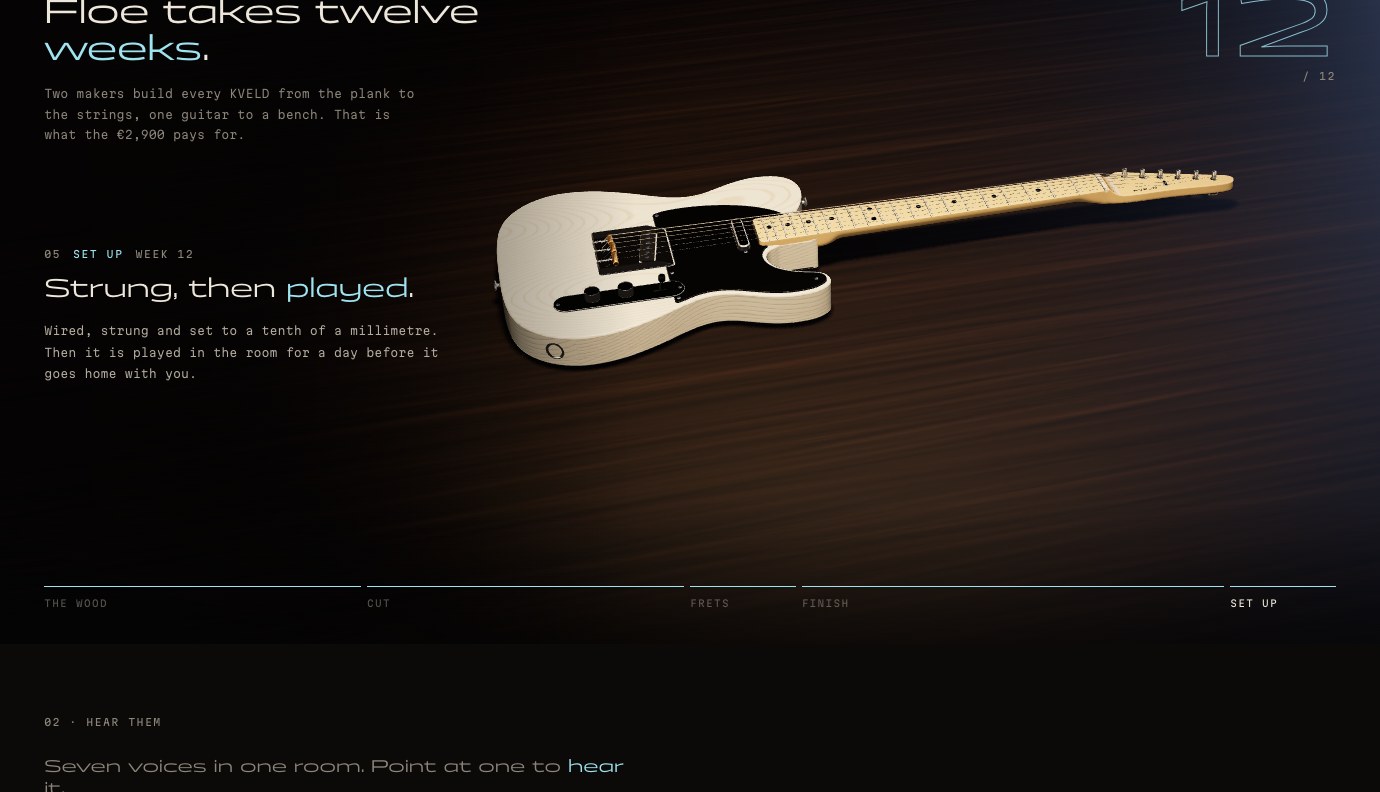 Floe takes twelve
weeks.
12
/ 12
Two makers build every KVELD from the plank to
the strings, one guitar to a bench. That is
what the €2,900 pays for.
05 SET UP WEEK 12
Strung, then played.
Wired, strung and set to a tenth of a millimetre.
Then it is played in the room for a day before it
goes home with you.
THE WOOD
CUT
FRETS
FINISH
SET UP
02 · HEAR THEM
Seven voices in one room. Point at one to hear
it.